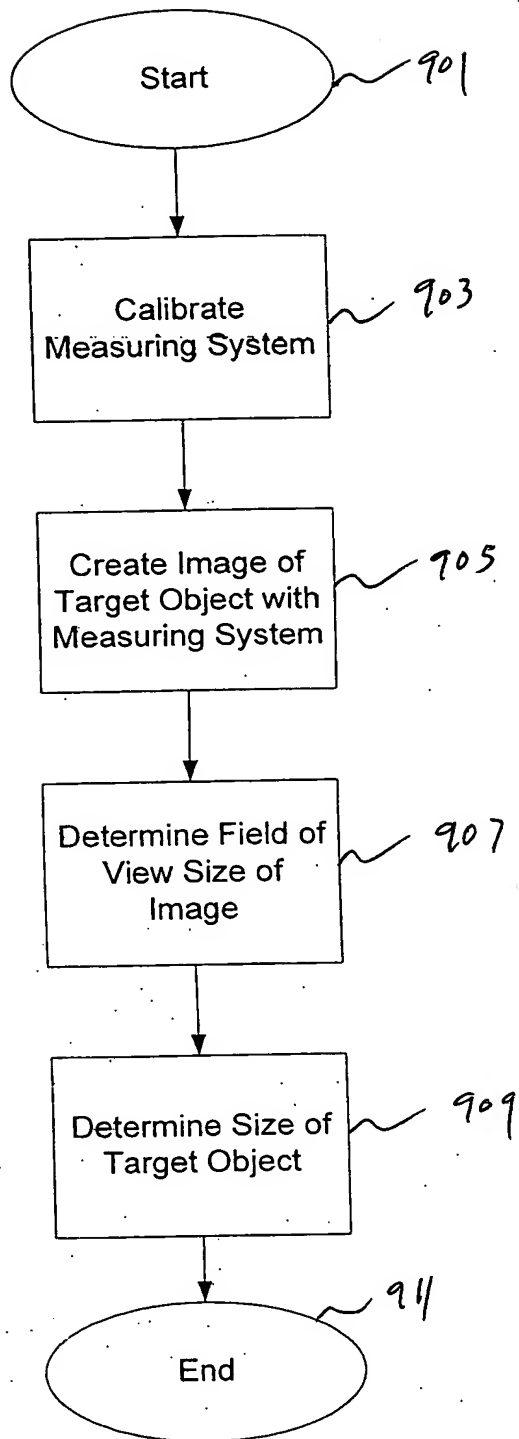 Start
901
Calibrate
Measuring System
903
Create Image of
Target Object with
Measuring System
905
Determine Field of
View Size of
Image
907
Determine Size of
Target Object
909
End
911